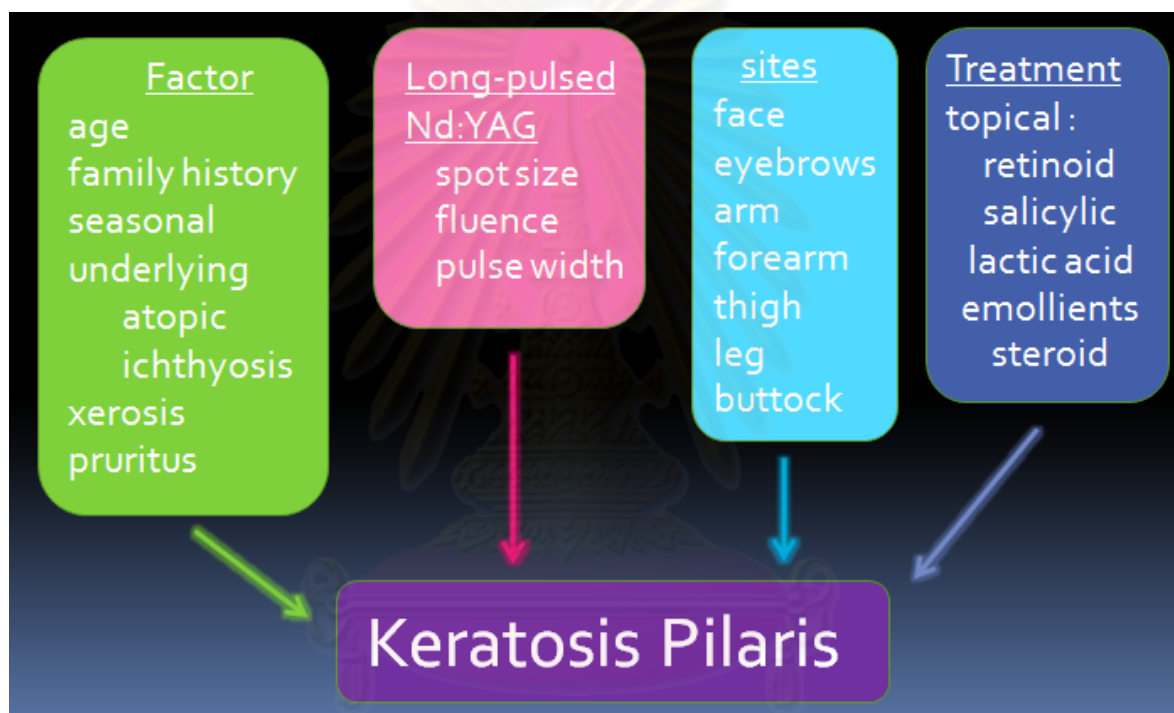 Factor
age
family history
seasonal
underlying
atopic
ichthyosis
xerosis
pruritus
Long-pulsed
Nd:YAG
spot size
fluence
pulse width
sites
face
eyebrows
arm
forearm
thigh
leg
buttock
Treatment
topical :
retinoid
salicylic
lactic acid
emollients
steroid
Keratosis Pilaris